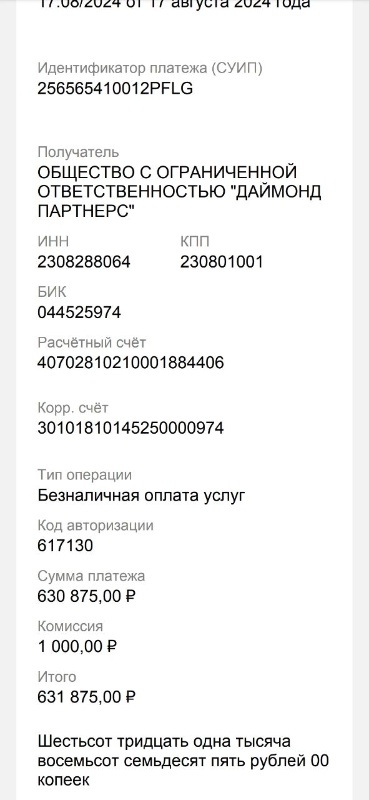 17.08/2024 от 17 августа 2024 года
Идентификатор платежа (СУИП)
256565410012PFLG
Получатель
ОБЩЕСТВО С ОГРАНИЧЕННОЙ
ОТВЕТСТВЕННОСТЬЮ "ДАЙМОНД
ПАРТНЕРС"
ИНН КПП
2308288064 230801001
БИК
044525974
Расчётный счёт
40702810210001884406
Корр. счёт
30101810145250000974
Тип операции
Безналичная оплата услуг
Код авторизации
617130
Сумма платежа
630 875,00 ₽
Комиссия
1 000,00 ₽
Итого
631 875,00 ₽
Шестьсот тридцать одна тысяча
восемьсот семьдесят пять рублей 00
копеек